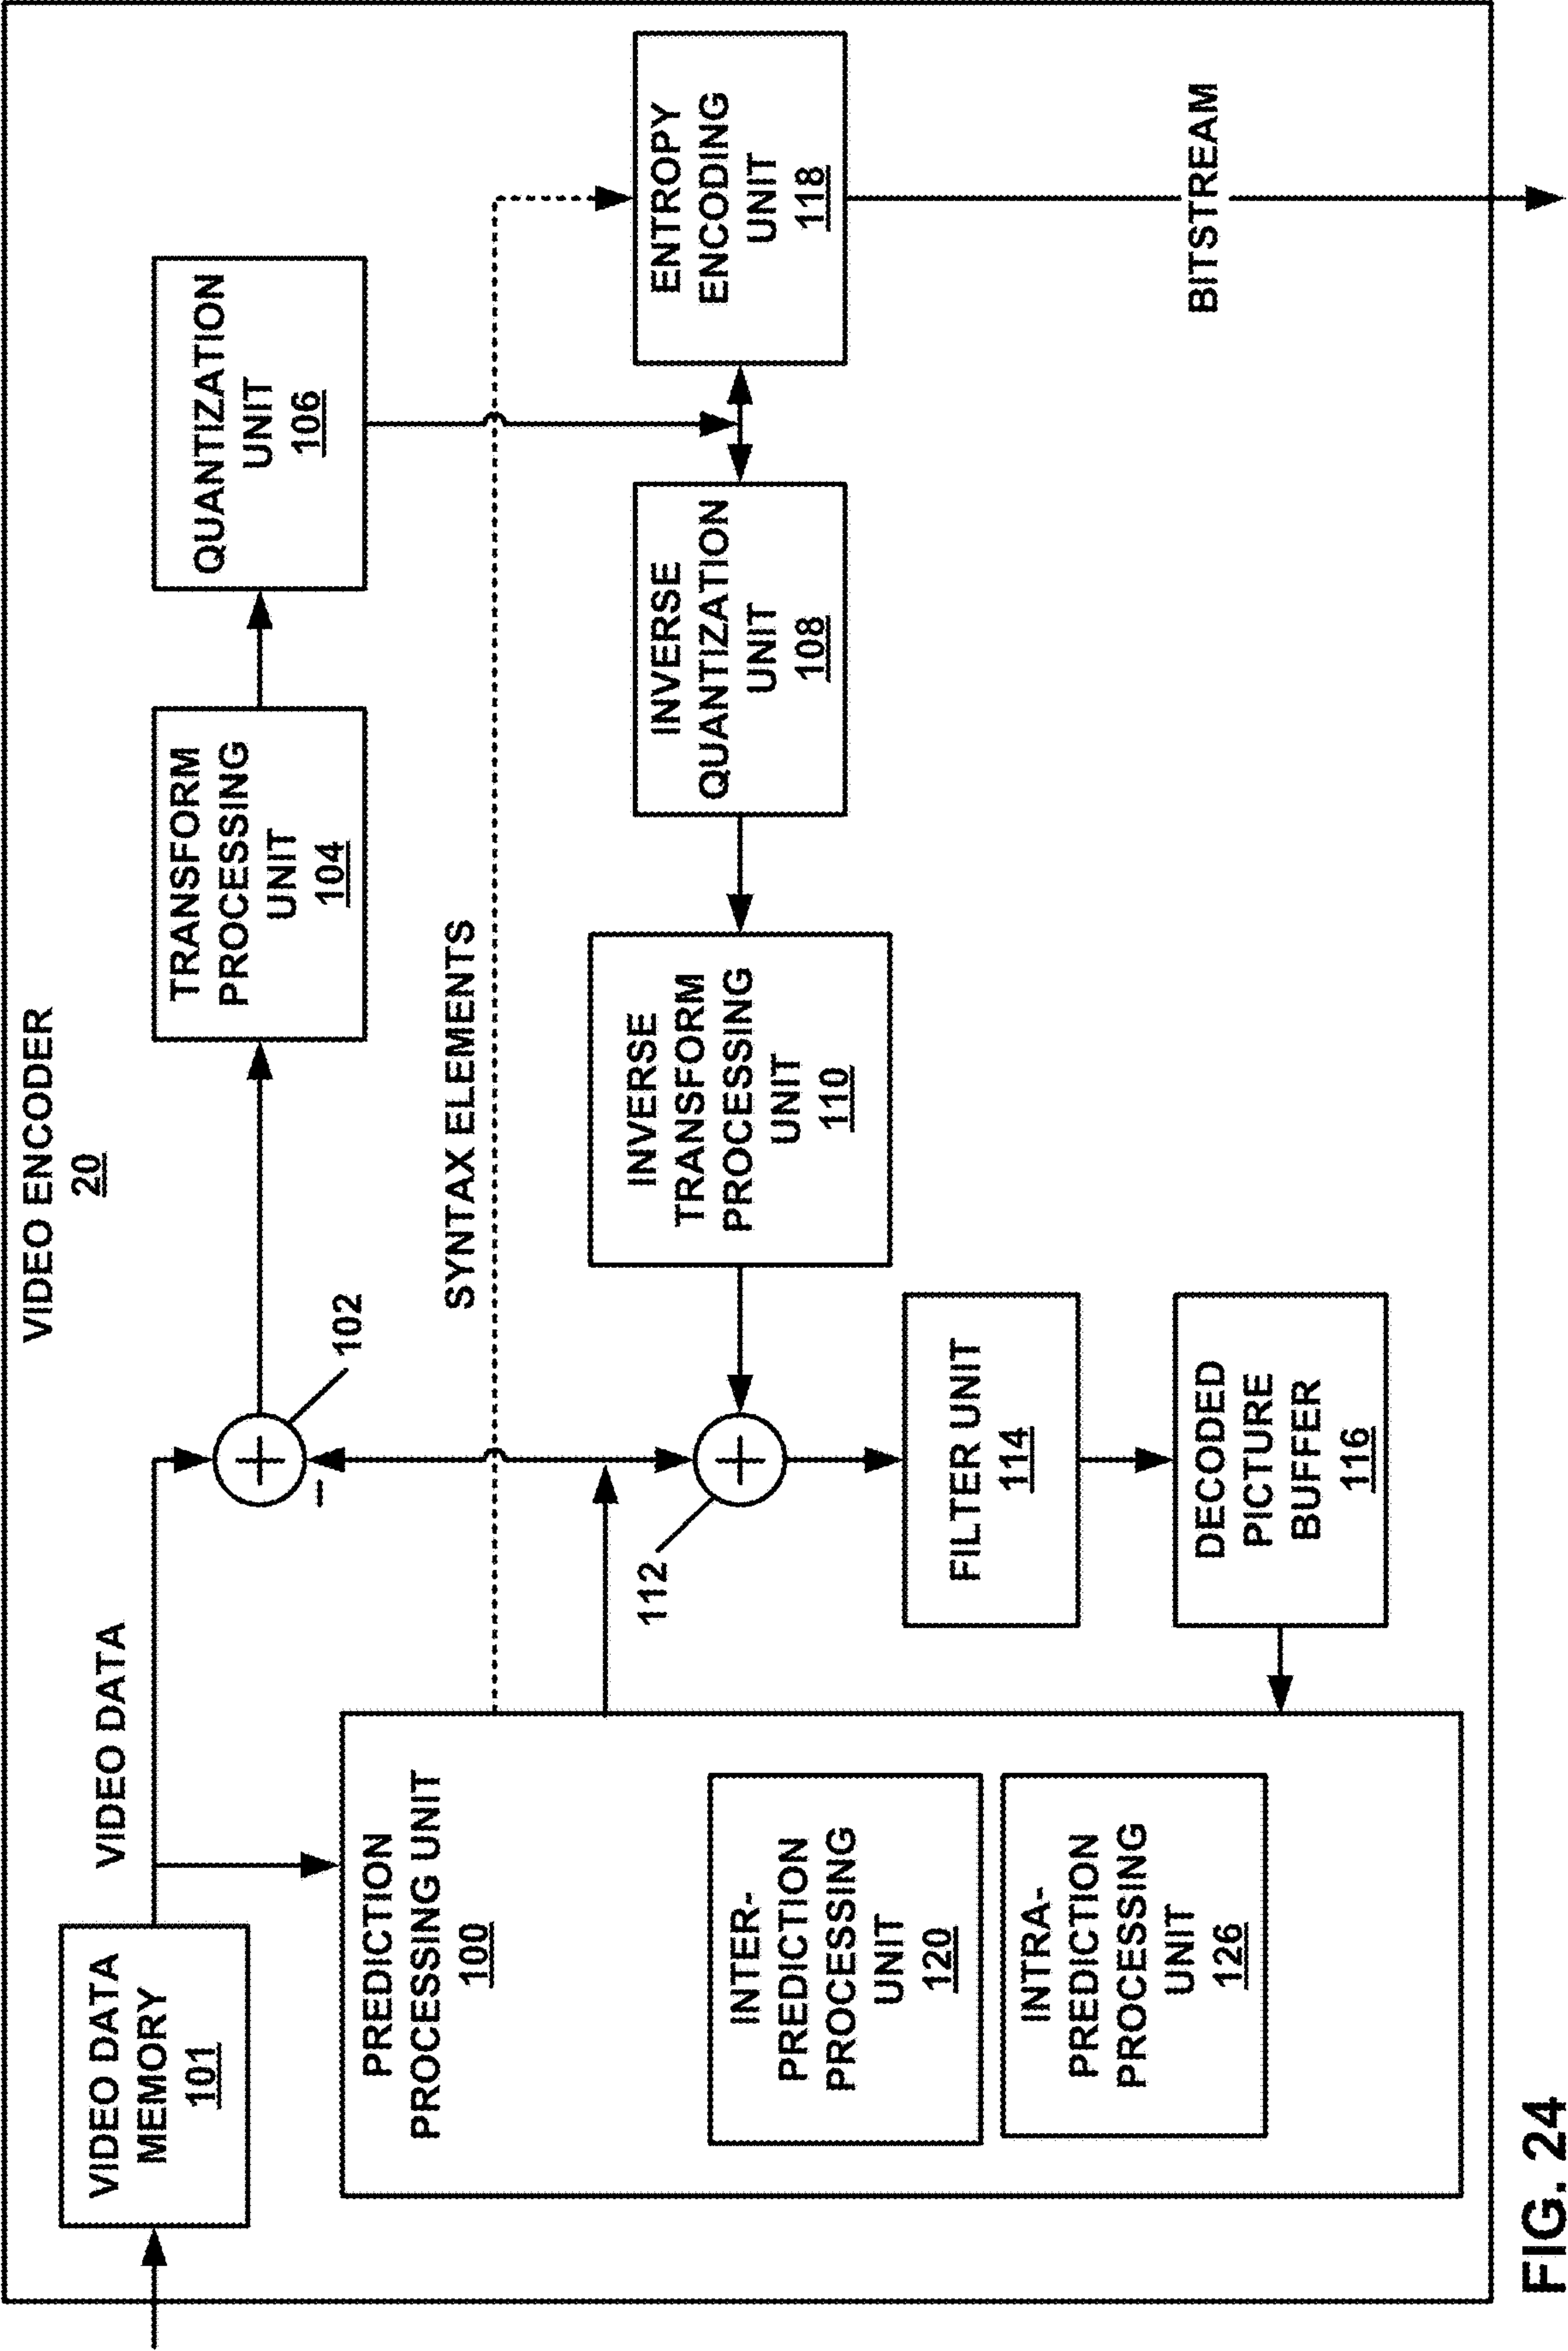 VIDEO ENCODER
20
VIDEO DATA
MEMORY
101
VIDEO DATA
102
TRANSFORM
PROCESSING
UNIT
104
QUANTIZATION
UNIT
106
SYNTAX ELEMENTS
PREDICTION
PROCESSING UNIT
100
INTER-
PREDICTION
PROCESSING
UNIT
120
INTRA-
PREDICTION
PROCESSING
UNIT
126
112
INVERSE
TRANSFORM
PROCESSING
UNIT
110
INVERSE
QUANTIZATION
UNIT
108
ENTROPY
ENCODING
UNIT
118
FILTER UNIT
114
DECODED
PICTURE
BUFFER
116
BITSTREAM
FIG. 24